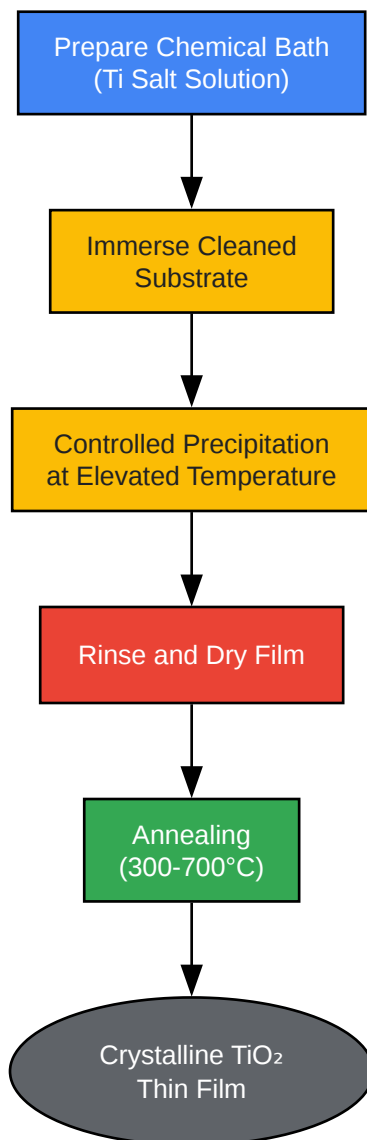 Prepare Chemical Bath
(Ti Salt Solution)
Immerse Cleaned
Substrate
Controlled Precipitation
at Elevated Temperature
Rinse and Dry Film
Annealing
(300-700°C)
Crystalline TiO₂
Thin Film